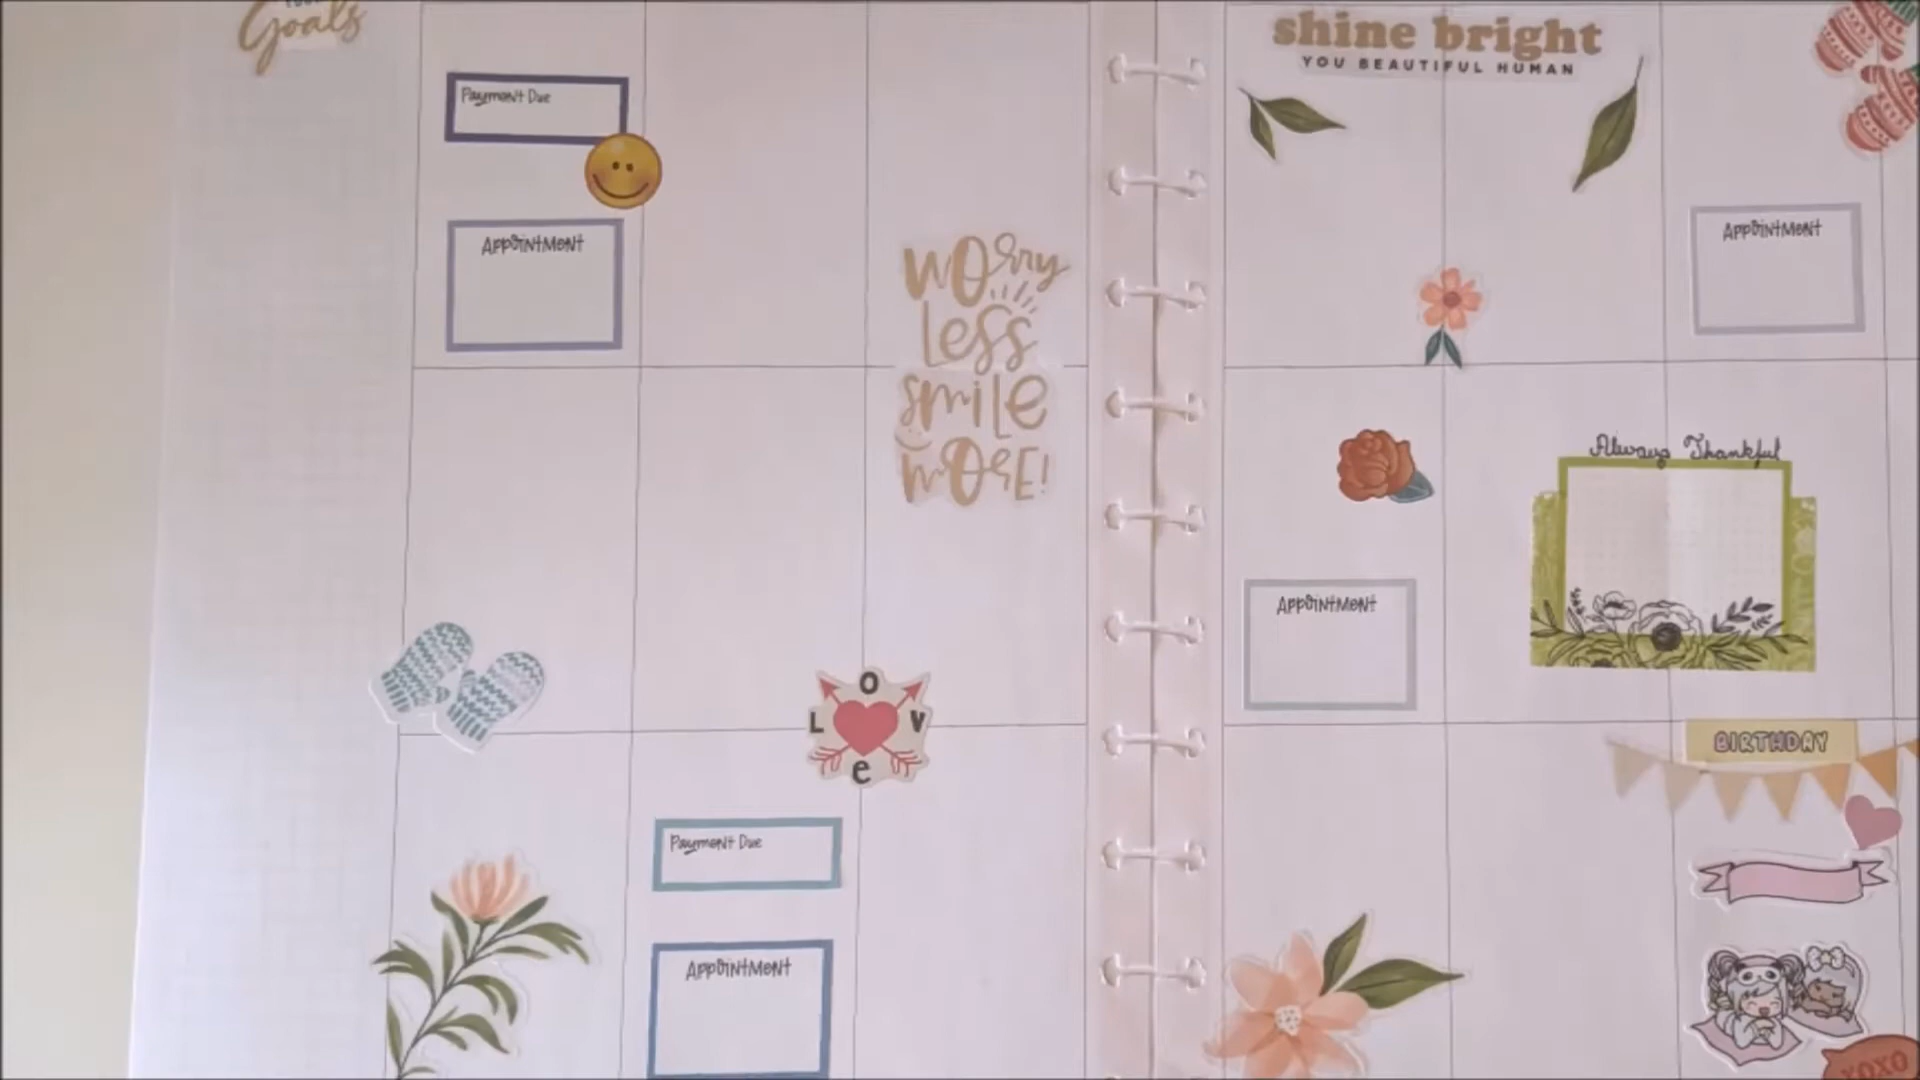 Goals
Payment Due
Appointment
worry
less
smile
more!
L O V e
Payment Due
Appointment
shine bright
YOU BEAUTIFUL HUMAN
Appointment
Always Thankful
Appointment
BIRTHDAY
XOXO